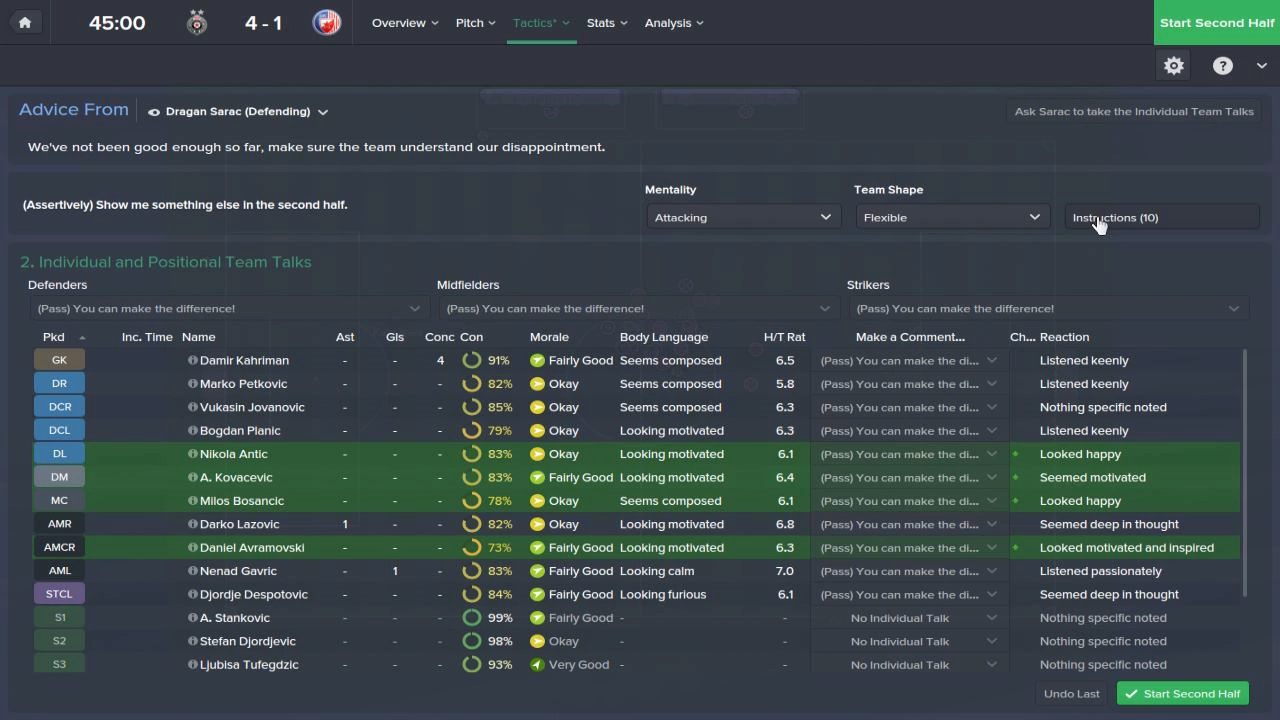 45:00 4 - 1 Overview Pitch Tactics* Stats Analysis Start Second Half
?
Advice From Dragan Sarac (Defending) Ask Sarac to take the Individual Team Talks
We've not been good enough so far, make sure the team understand our disappointment.
Mentality Team Shape
(Assertively) Show me something else in the second half. Attacking Flexible Instructions (10)
2. Individual and Positional Team Talks
Defenders Midfielders Strikers
(Pass) You can make the difference! (Pass) You can make the difference! (Pass) You can make the difference!
Pkd Inc. Time Name Ast Gls Conc Con Morale Body Language H/T Rat Make a Comment... Ch... Reaction
GK Damir Kahriman - - 4 91% Fairly Good Seems composed 6.5 (Pass) You can make the di... Listened keenly
DR Marko Petkovic - - - 82% Okay Seems composed 5.8 (Pass) You can make the di... Listened keenly
DCR Vukasin Jovanovic - - - 85% Okay Seems composed 6.3 (Pass) You can make the di... Nothing specific noted
DCL Bogdan Planic - - - 79% Okay Looking motivated 6.3 (Pass) You can make the di... Listened keenly
DL Nikola Antic - - - 83% Okay Looking motivated 6.1 (Pass) You can make the di... Looked happy
DM A. Kovacevic - - - 83% Fairly Good Looking motivated 6.4 (Pass) You can make the di... Seemed motivated
MC Milos Bosancic - - - 78% Okay Seems composed 6.1 (Pass) You can make the di... Looked happy
AMR Darko Lazovic 1 - - 82% Okay Looking motivated 6.8 (Pass) You can make the di... Seemed deep in thought
AMCR Daniel Avramovski - - - 73% Fairly Good Looking motivated 6.3 (Pass) You can make the di... Looked motivated and inspired
AML Nenad Gavric - 1 - 83% Fairly Good Looking calm 7.0 (Pass) You can make the di... Listened passionately
STCL Djordje Despotovic - - - 84% Fairly Good Looking furious 6.1 (Pass) You can make the di... Seemed deep in thought
S1 A. Stankovic - - - 99% Fairly Good - - No Individual Talk Nothing specific noted
S2 Stefan Djordjevic - - - 98% Okay - - No Individual Talk Nothing specific noted
S3 Ljubisa Tufegdzic - - - 93% Very Good - - No Individual Talk Nothing specific noted
Undo Last Start Second Half